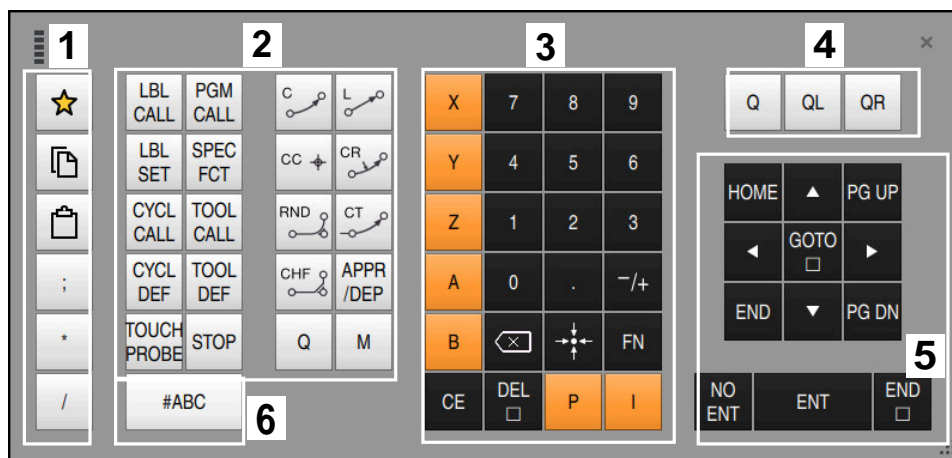 1
2
3
4
×
LBL
CALL
PGM
CALL
C
L
X
7
8
9
Q
QL
QR
LBL
SET
SPEC
FCT
CC
CR
Y
4
5
6
HOME
PG UP
CYCL
CALL
TOOL
CALL
RND
CT
Z
1
2
3
GOTO
;
CYCL
DEF
TOOL
DEF
CHF
APPR
/DEP
A
0
.
−/+
END
PG DN
*
TOUCH
PROBE
STOP
Q
M
B
FN
5
/
#ABC
6
CE
DEL
P
I
NO
ENT
ENT
END